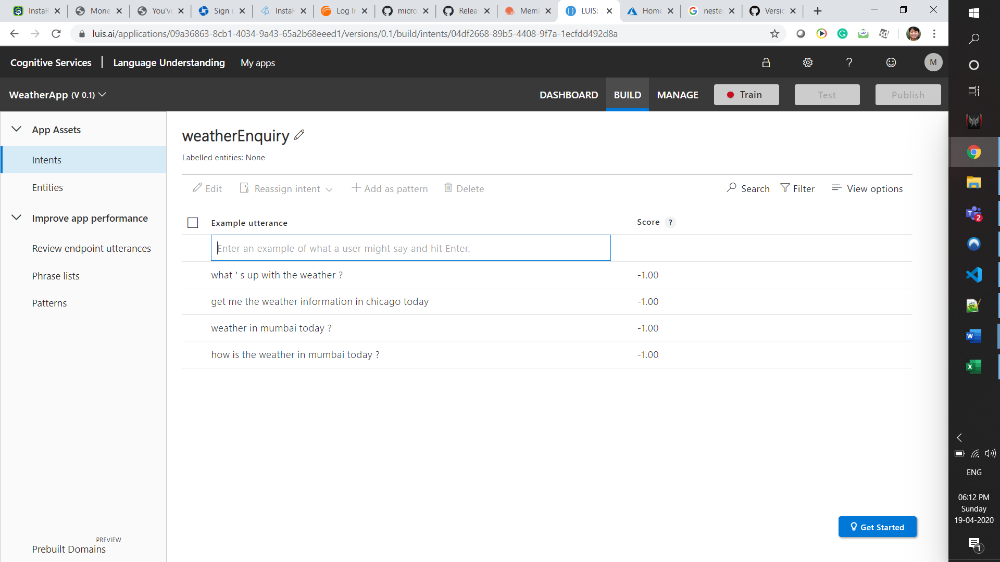 InstaR Mone You've Sign i InstaR Log In micro Relea Meml LUIS: Home neste Versic
luis.ai/applications/09a36863-8cb1-4034-9a43-65a2b68eeed1/versions/0.1/build/intents/04df2668-89b5-4408-9f7a-1ecfdd492d8a
Cognitive Services Language Understanding My apps ? M
WeatherApp (V 0.1) DASHBOARD BUILD MANAGE Train Test Publish
App Assets
Intents
Entities
Improve app performance
Review endpoint utterances
Phrase lists
Patterns
PREVIEW
Prebuilt Domains
weatherEnquiry
Labelled entities: None
Edit Reassign intent Add as pattern Delete Search Filter View options
Example utterance Score ?
Enter an example of what a user might say and hit Enter.
what ' s up with the weather ? -1.00
get me the weather information in chicago today -1.00
weather in mumbai today ? -1.00
how is the weather in mumbai today ? -1.00
Get Started
2
ENG
06:12 PM
Sunday
19-04-2020
1